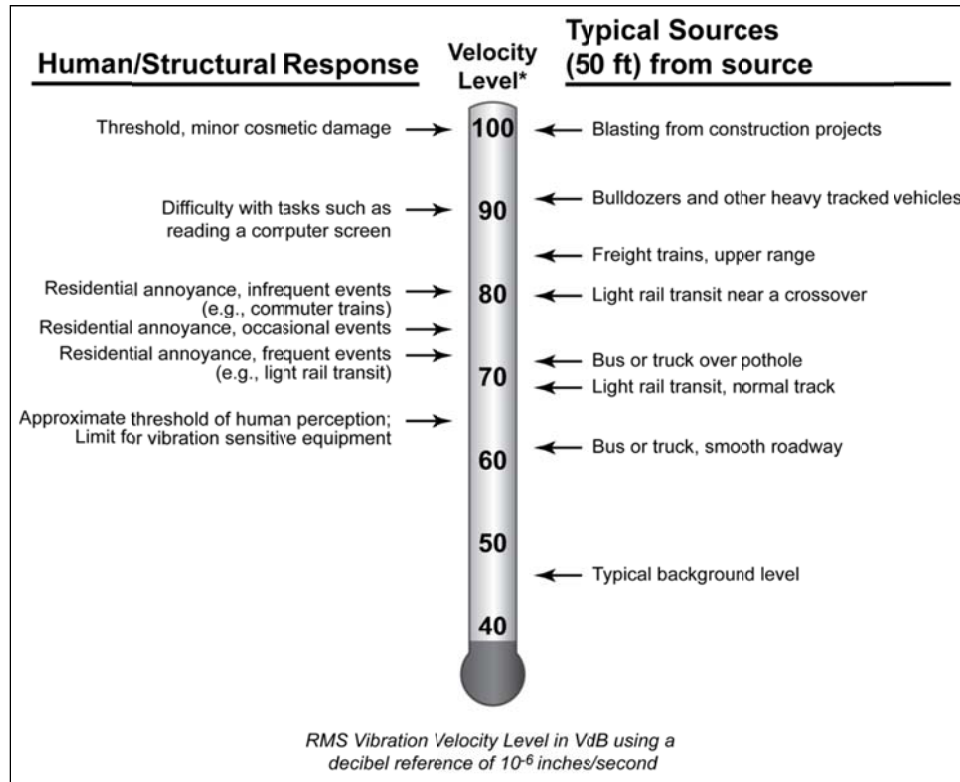 Human/Structural Response
Velocity
Level*
Typical Sources
(50 ft) from source
Threshold, minor cosmetic damage
Difficulty with tasks such as
reading a computer screen
Residential annoyance, infrequent events
(e.g., commuter trains)
Residential annoyance, occasional events
Residential annoyance, frequent events
(e.g., light rail transit)
Approximate threshold of human perception;
Limit for vibration sensitive equipment
100
90
80
70
60
50
40
Blasting from construction projects
Bulldozers and other heavy tracked vehicles
Freight trains, upper range
Light rail transit near a crossover
Bus or truck over pothole
Light rail transit, normal track
Bus or truck, smooth roadway
Typical background level
RMS Vibration Velocity Level in VdB using a
decibel reference of 10⁻⁶ inches/second